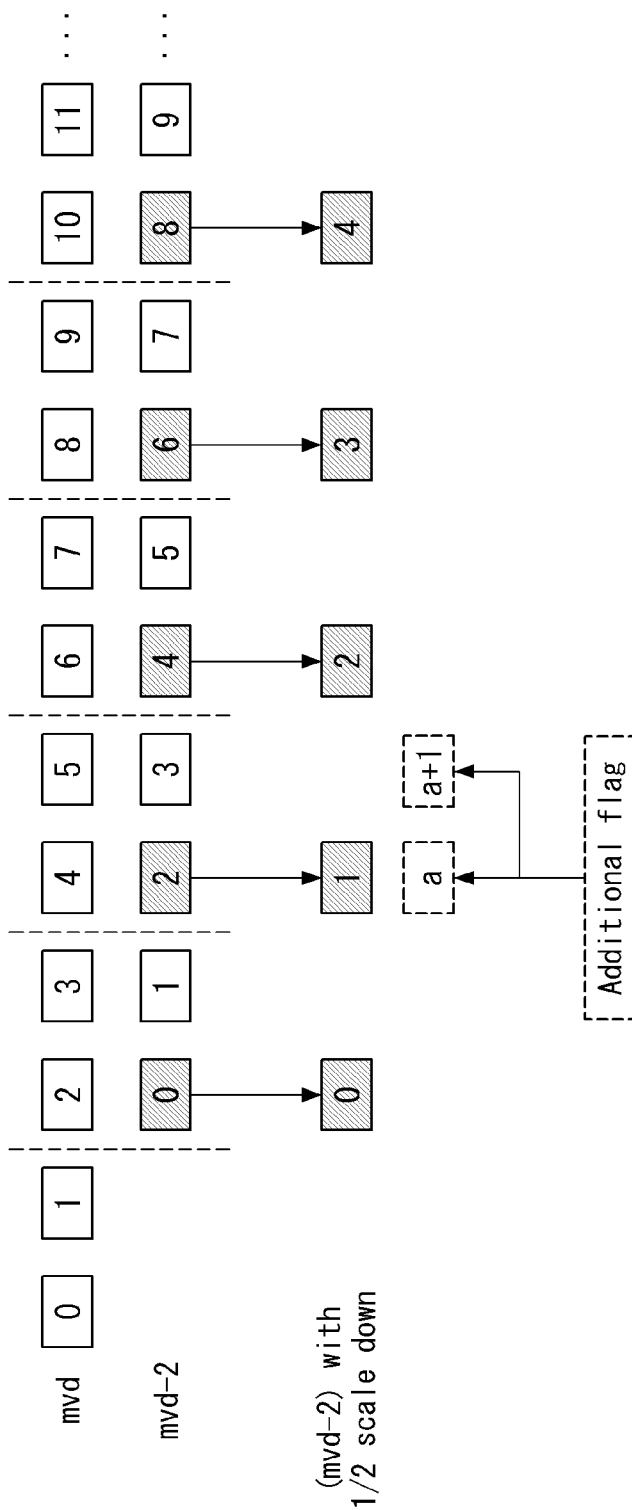 mvd 0 1 2 3 4 5 6 7 8 9 10 11 ...
mvd-2 0 1 2 3 4 5 6 7 8 9 ...
(mvd-2) with
1/2 scale down
0 1 2 3 4
a a+1
Additional flag